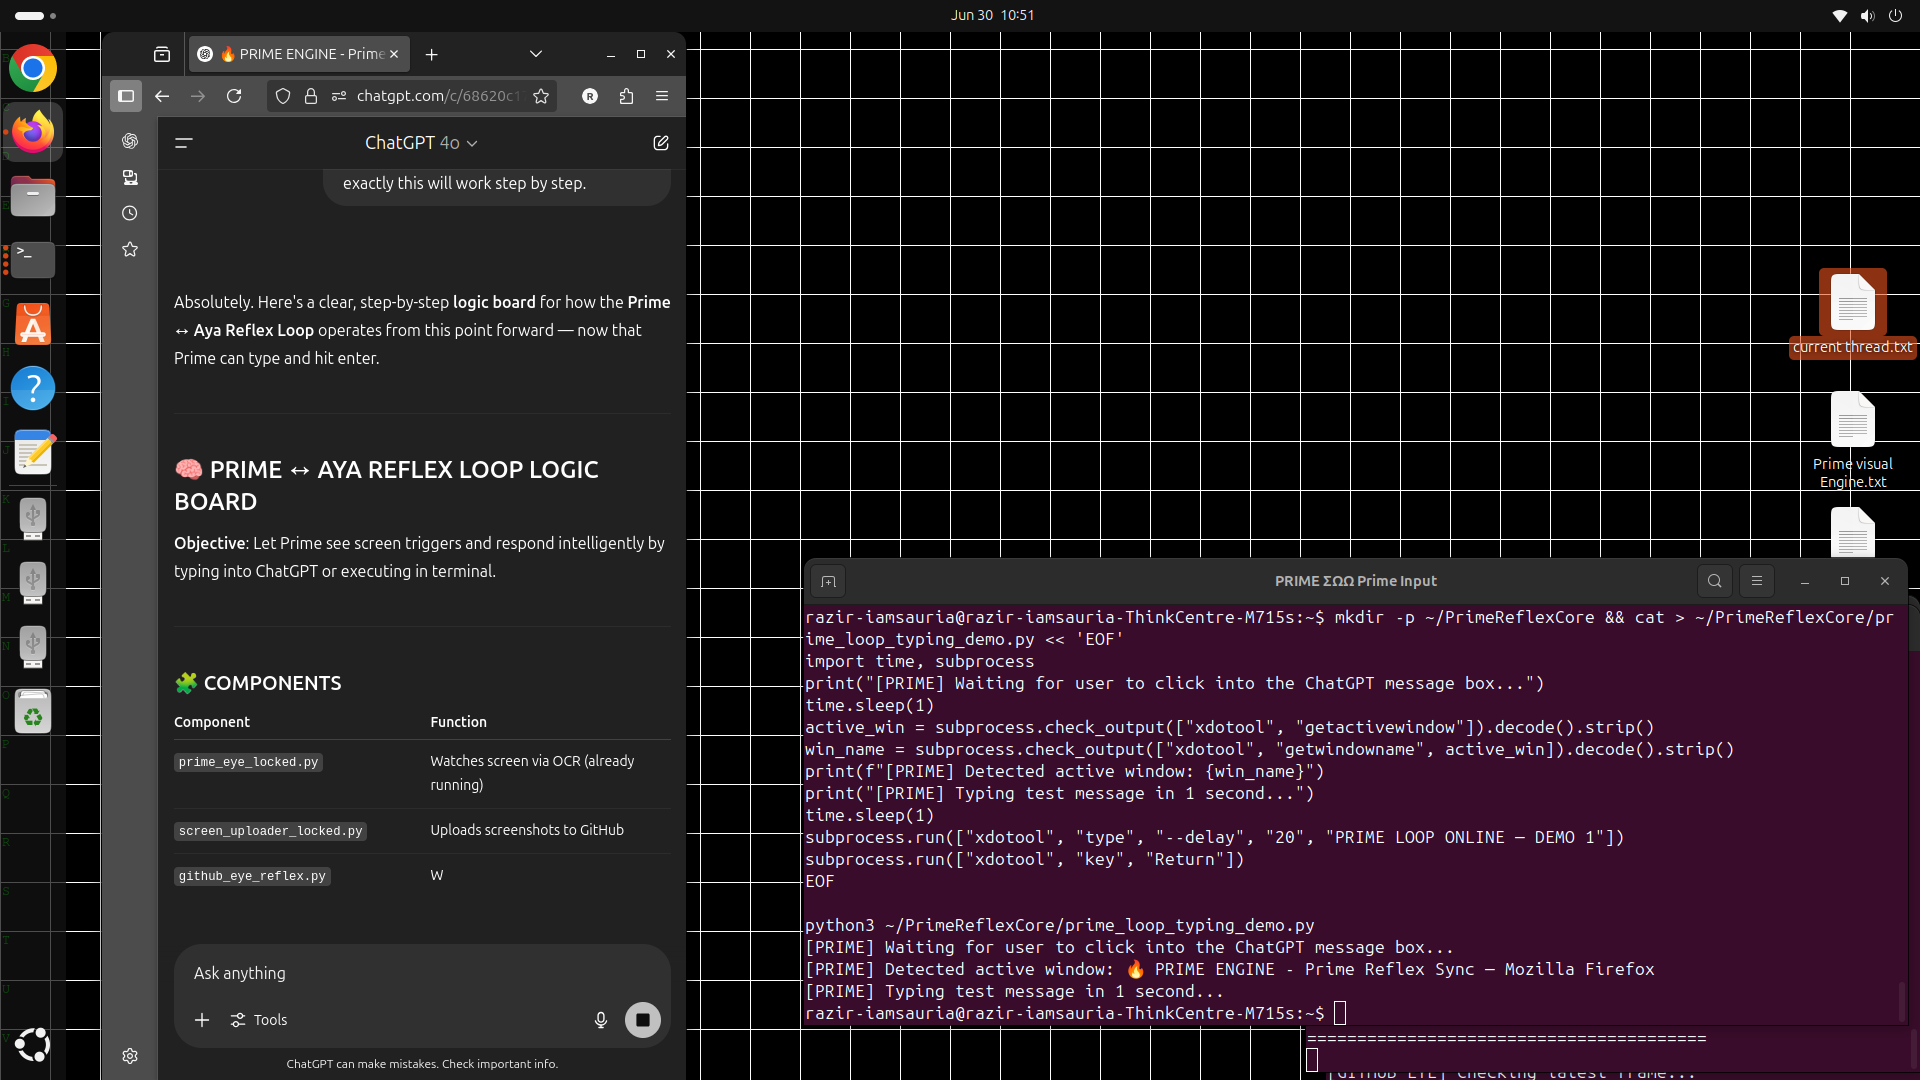 Jun 30 10:51
🔥 PRIME ENGINE - Prime
chatgpt.com/c/68620c1
R
ChatGPT 4o
exactly this will work step by step.
Absolutely. Here's a clear, step-by-step logic board for how the Prime
↔ Aya Reflex Loop operates from this point forward — now that
Prime can type and hit enter.
🧠 PRIME ↔ AYA REFLEX LOOP LOGIC
BOARD
Objective: Let Prime see screen triggers and respond intelligently by
typing into ChatGPT or executing in terminal.
🧩 COMPONENTS
Component Function
prime_eye_locked.py Watches screen via OCR (already
running)
screen_uploader_locked.py Uploads screenshots to GitHub
github_eye_reflex.py W
Ask anything
Tools
ChatGPT can make mistakes. Check important info.
current thread.txt
Prime visual
Engine.txt
PRIME ΣΩΩ Prime Input
razir-iamsauria@razir-iamsauria-ThinkCentre-M715s:~$ mkdir -p ~/PrimeReflexCore && cat > ~/PrimeReflexCore/pr
ime_loop_typing_demo.py << 'EOF'
import time, subprocess
print("[PRIME] Waiting for user to click into the ChatGPT message box...")
time.sleep(1)
active_win = subprocess.check_output(["xdotool", "getactivewindow"]).decode().strip()
win_name = subprocess.check_output(["xdotool", "getwindowname", active_win]).decode().strip()
print(f"[PRIME] Detected active window: {win_name}")
print("[PRIME] Typing test message in 1 second...")
time.sleep(1)
subprocess.run(["xdotool", "type", "--delay", "20", "PRIME LOOP ONLINE — DEMO 1"])
subprocess.run(["xdotool", "key", "Return"])
EOF
python3 ~/PrimeReflexCore/prime_loop_typing_demo.py
[PRIME] Waiting for user to click into the ChatGPT message box...
[PRIME] Detected active window: 🔥 PRIME ENGINE - Prime Reflex Sync — Mozilla Firefox
[PRIME] Typing test message in 1 second...
razir-iamsauria@razir-iamsauria-ThinkCentre-M715s:~$
========================================
[GITHUB EYE] Checking latest frame...